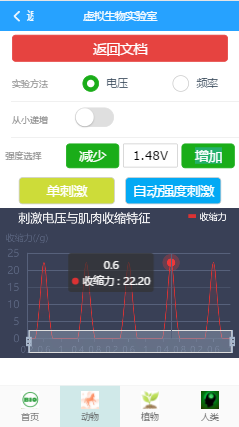 返 虚拟生物实验室
返回文档
实验方法 电压 频率
从小递增
强度选择 减少 1.48V 增加
单刺激 自动强度刺激
刺激电压与肌肉收缩特征 收缩力
收缩力(/g)
25
20
15
10
5
0
0.6
收缩力 : 22.20
首页 动物 植物 人类